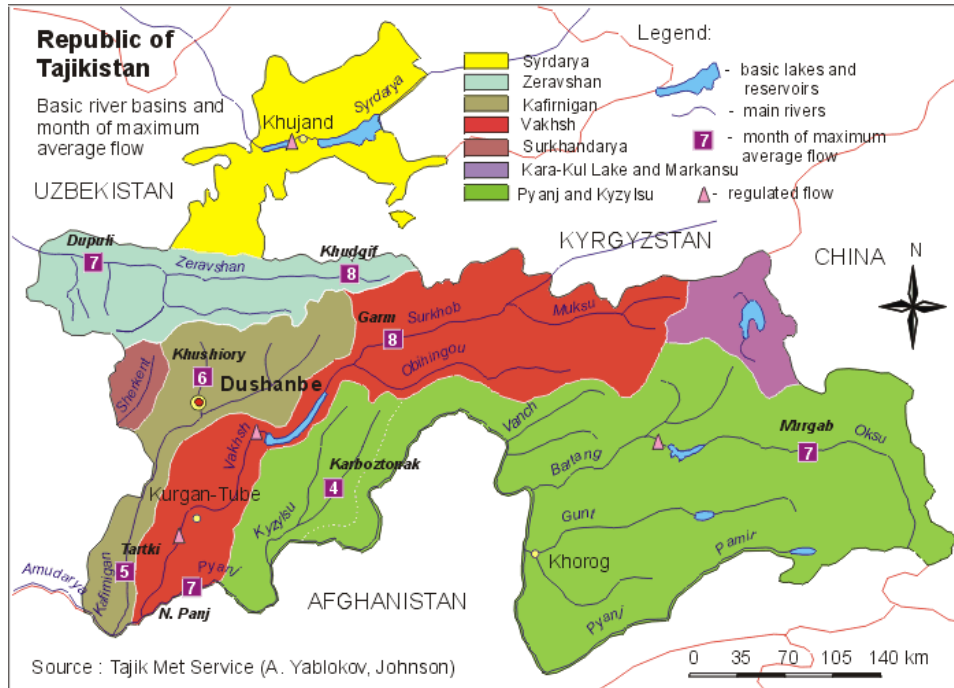 Republic of
Tajikistan
Basic river basins and
month of maximum
average flow
Legend:
Syrdarya
Zeravshan
Kafirnigan
Vakhsh
Surkhandarya
Kara-Kul Lake and Markansu
Pyanj and Kyzylsu
- basic lakes and
reservoirs
- main rivers
7 - month of maximum
average flow
- regulated flow
Syrdarya
Khujand
UZBEKISTAN
KYRGYZSTAN
CHINA
N
Dupuli
7
Zeravshan
Khudgif
8
Garm
8
Surkhob
Muksu
Obihingou
Khushiory
6
Dushanbe
Sherkent
Vakhsh
Kurgan-Tube
Karboztonak
4
Kyzylsu
Tartki
5
Kafirnigan
Amudarya
Pyanj
7
N. Panj
AFGHANISTAN
Vanch
Bartang
Murgab
7
Oksu
Gunt
Khorog
Pamir
Pyanj
Source : Tajik Met Service (A. Yablokov, Johnson)
0 35 70 105 140 km